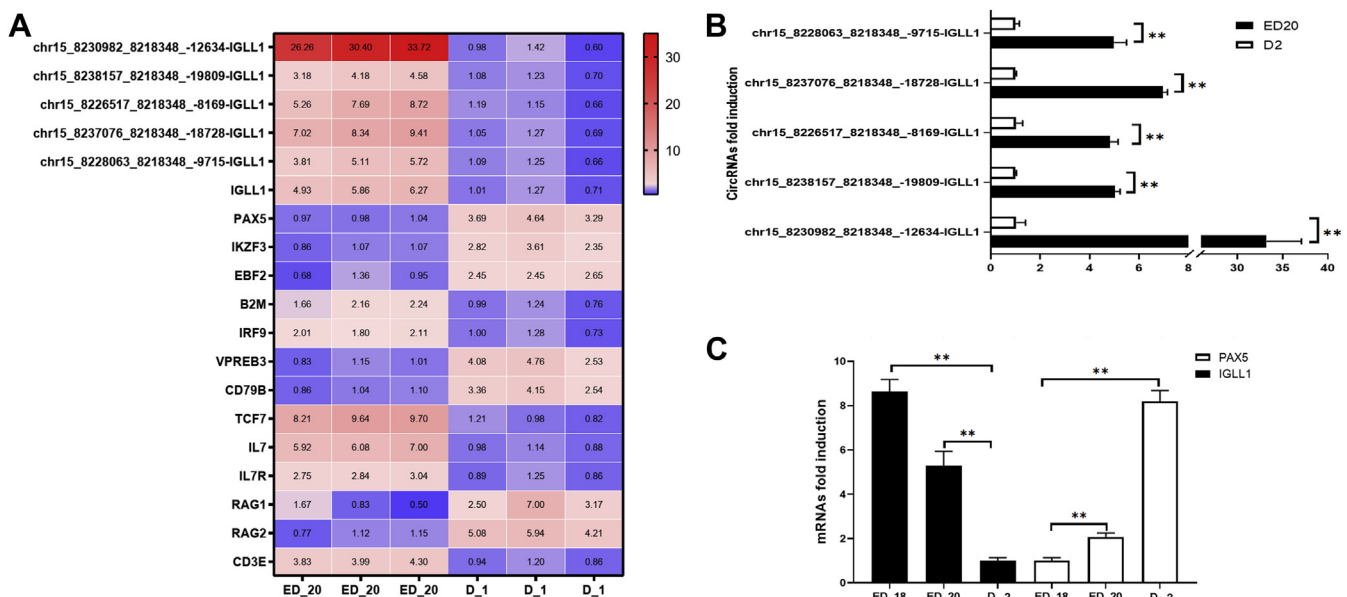 A
chr15_8230982_8218348_-12634-IGLL1 26.26 30.40 33.72 0.98 1.42 0.60
chr15_8238157_8218348_-19809-IGLL1 3.18 4.18 4.58 1.08 1.23 0.70
chr15_8226517_8218348_-8169-IGLL1 5.26 7.69 8.72 1.19 1.15 0.66
chr15_8237076_8218348_-18728-IGLL1 7.02 8.34 9.41 1.05 1.27 0.69
chr15_8228063_8218348_-9715-IGLL1 3.81 5.11 5.72 1.09 1.25 0.66
IGLL1 4.93 5.86 6.27 1.01 1.27 0.71
PAX5 0.97 0.98 1.04 3.69 4.64 3.29
IKZF3 0.86 1.07 1.07 2.82 3.61 2.35
EBF2 0.68 1.36 0.95 2.45 2.45 2.65
B2M 1.66 2.16 2.24 0.99 1.24 0.76
IRF9 2.01 1.80 2.11 1.00 1.28 0.73
VPREB3 0.83 1.15 1.01 4.08 4.76 2.53
CD79B 0.86 1.04 1.10 3.36 4.15 2.54
TCF7 8.21 9.64 9.70 1.21 0.98 0.82
IL7 5.92 6.08 7.00 0.98 1.14 0.88
IL7R 2.75 2.84 3.04 0.89 1.25 0.86
RAG1 1.67 0.83 0.50 2.50 7.00 3.17
RAG2 0.77 1.12 1.15 5.08 5.94 4.21
CD3E 3.83 3.99 4.30 0.94 1.20 0.86
ED_20 ED_20 ED_20 D_1 D_1 D_1
30
20
10
B
CircRNAs fold induction
chr15_8228063_8218348_-9715-IGLL1 **
chr15_8237076_8218348_-18728-IGLL1 **
chr15_8226517_8218348_-8169-IGLL1 **
chr15_8238157_8218348_-19809-IGLL1 **
chr15_8230982_8218348_-12634-IGLL1 **
0 2 4 6 8 30 35 40
ED20
D2
C
mRNAs fold induction
10
8
6
4
2
0
** **
**
**
PAX5
IGLL1
ED_18 ED_20 D_2 ED_18 ED_20 D_2